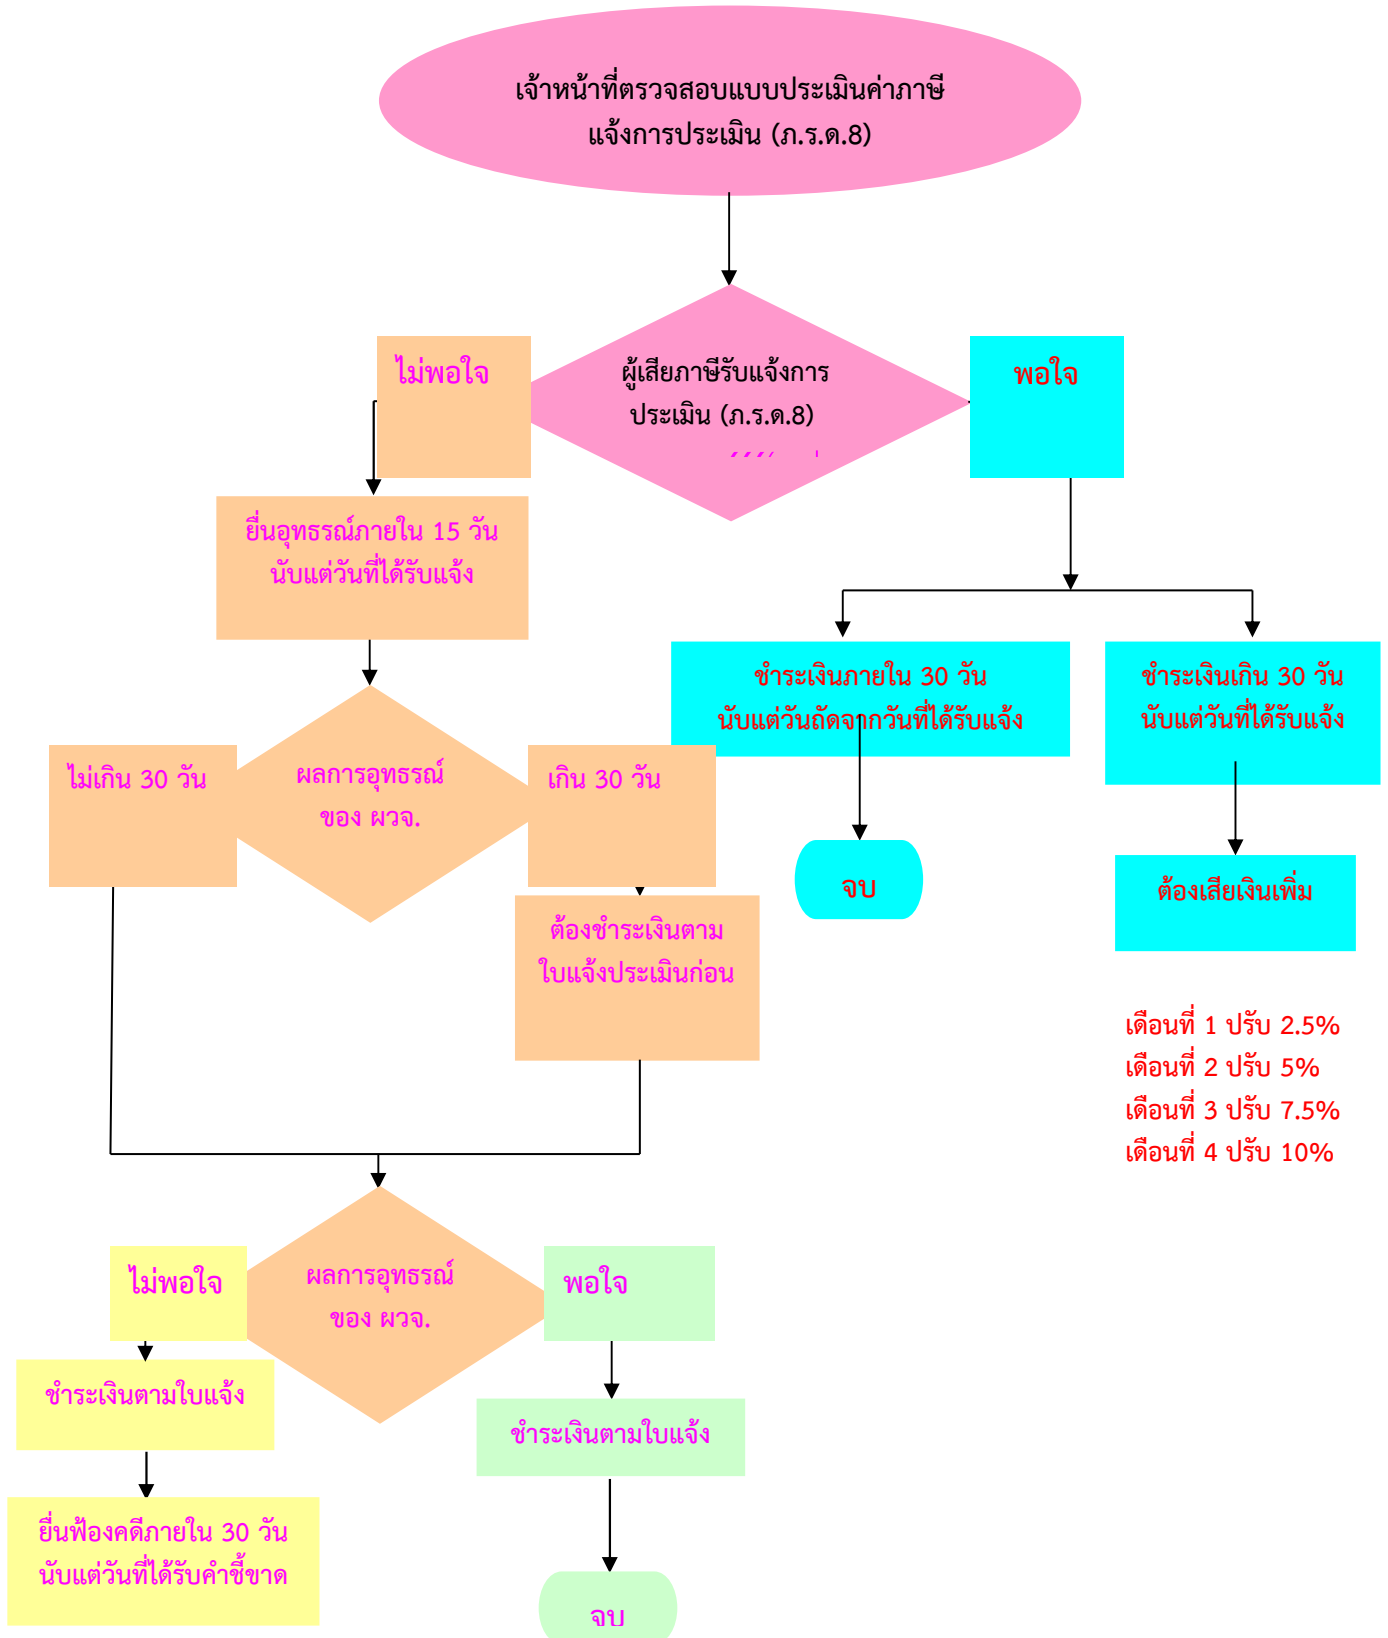 เจ้าหน้าที่ตรวจสอบแบบประเมินค่าภาษี
แจ้งการประเมิน (ภ.ร.ด.8)
ไม่พอใจ
ผู้เสียภาษีรับแจ้งการ
ประเมิน (ภ.ร.ด.8)
พอใจ
ยื่นอุทธรณ์ภายใน 15 วัน
นับแต่วันที่ได้รับแจ้ง
ชำระเงินภายใน 30 วัน
นับแต่วันถัดจากวันที่ได้รับแจ้ง
ชำระเงินเกิน 30 วัน
นับแต่วันที่ได้รับแจ้ง
ไม่เกิน 30 วัน
ผลการอุทธรณ์
ของ ผวจ.
เกิน 30 วัน
จบ
ต้องเสียเงินเพิ่ม
ต้องชำระเงินตาม
ใบแจ้งประเมินก่อน
เดือนที่ 1 ปรับ 2.5%
เดือนที่ 2 ปรับ 5%
เดือนที่ 3 ปรับ 7.5%
เดือนที่ 4 ปรับ 10%
ไม่พอใจ
ผลการอุทธรณ์
ของ ผวจ.
พอใจ
ชำระเงินตามใบแจ้ง
ชำระเงินตามใบแจ้ง
ยื่นฟ้องคดีภายใน 30 วัน
นับแต่วันที่ได้รับคำชี้ขาด
จบ